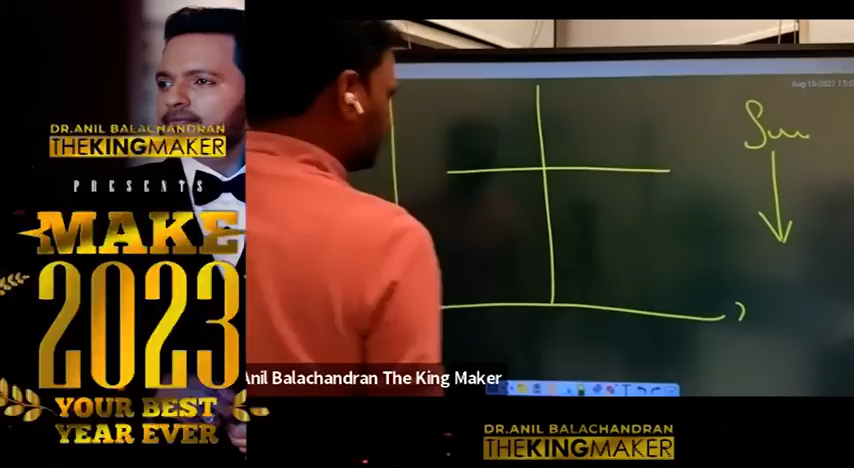 DR.ANIL BALACHANDRAN
THEKINGMAKER
PRESENTS
MAKE
2023
YOUR BEST
YEAR EVER
Anil Balachandran The King Maker
DR.ANIL BALACHANDRAN
THEKINGMAKER